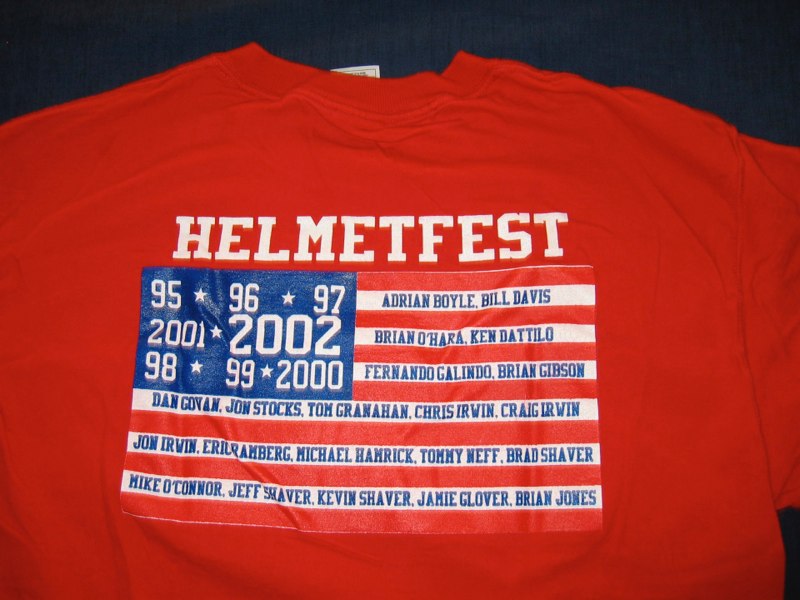 HELMETFEST
95 ★ 96 ★ 97
2001 ★ 2002
98 ★ 99 ★ 2000
ADRIAN BOYLE, BILL DAVIS
BRIAN O'HARA, KEN DATTILO
FERNANDO GALINDO, BRIAN GIBSON
DAN GOVAN, JON STOCKS, TOM GRANAHAN, CHRIS IRWIN, CRAIG IRWIN
JON IRWIN, ERIC RAMBERG, MICHAEL HAMRICK, TOMMY NEFF, BRAD SHAVER
MIKE O'CONNOR, JEFF SHAVER, KEVIN SHAVER, JAMIE GLOVER, BRIAN JONES